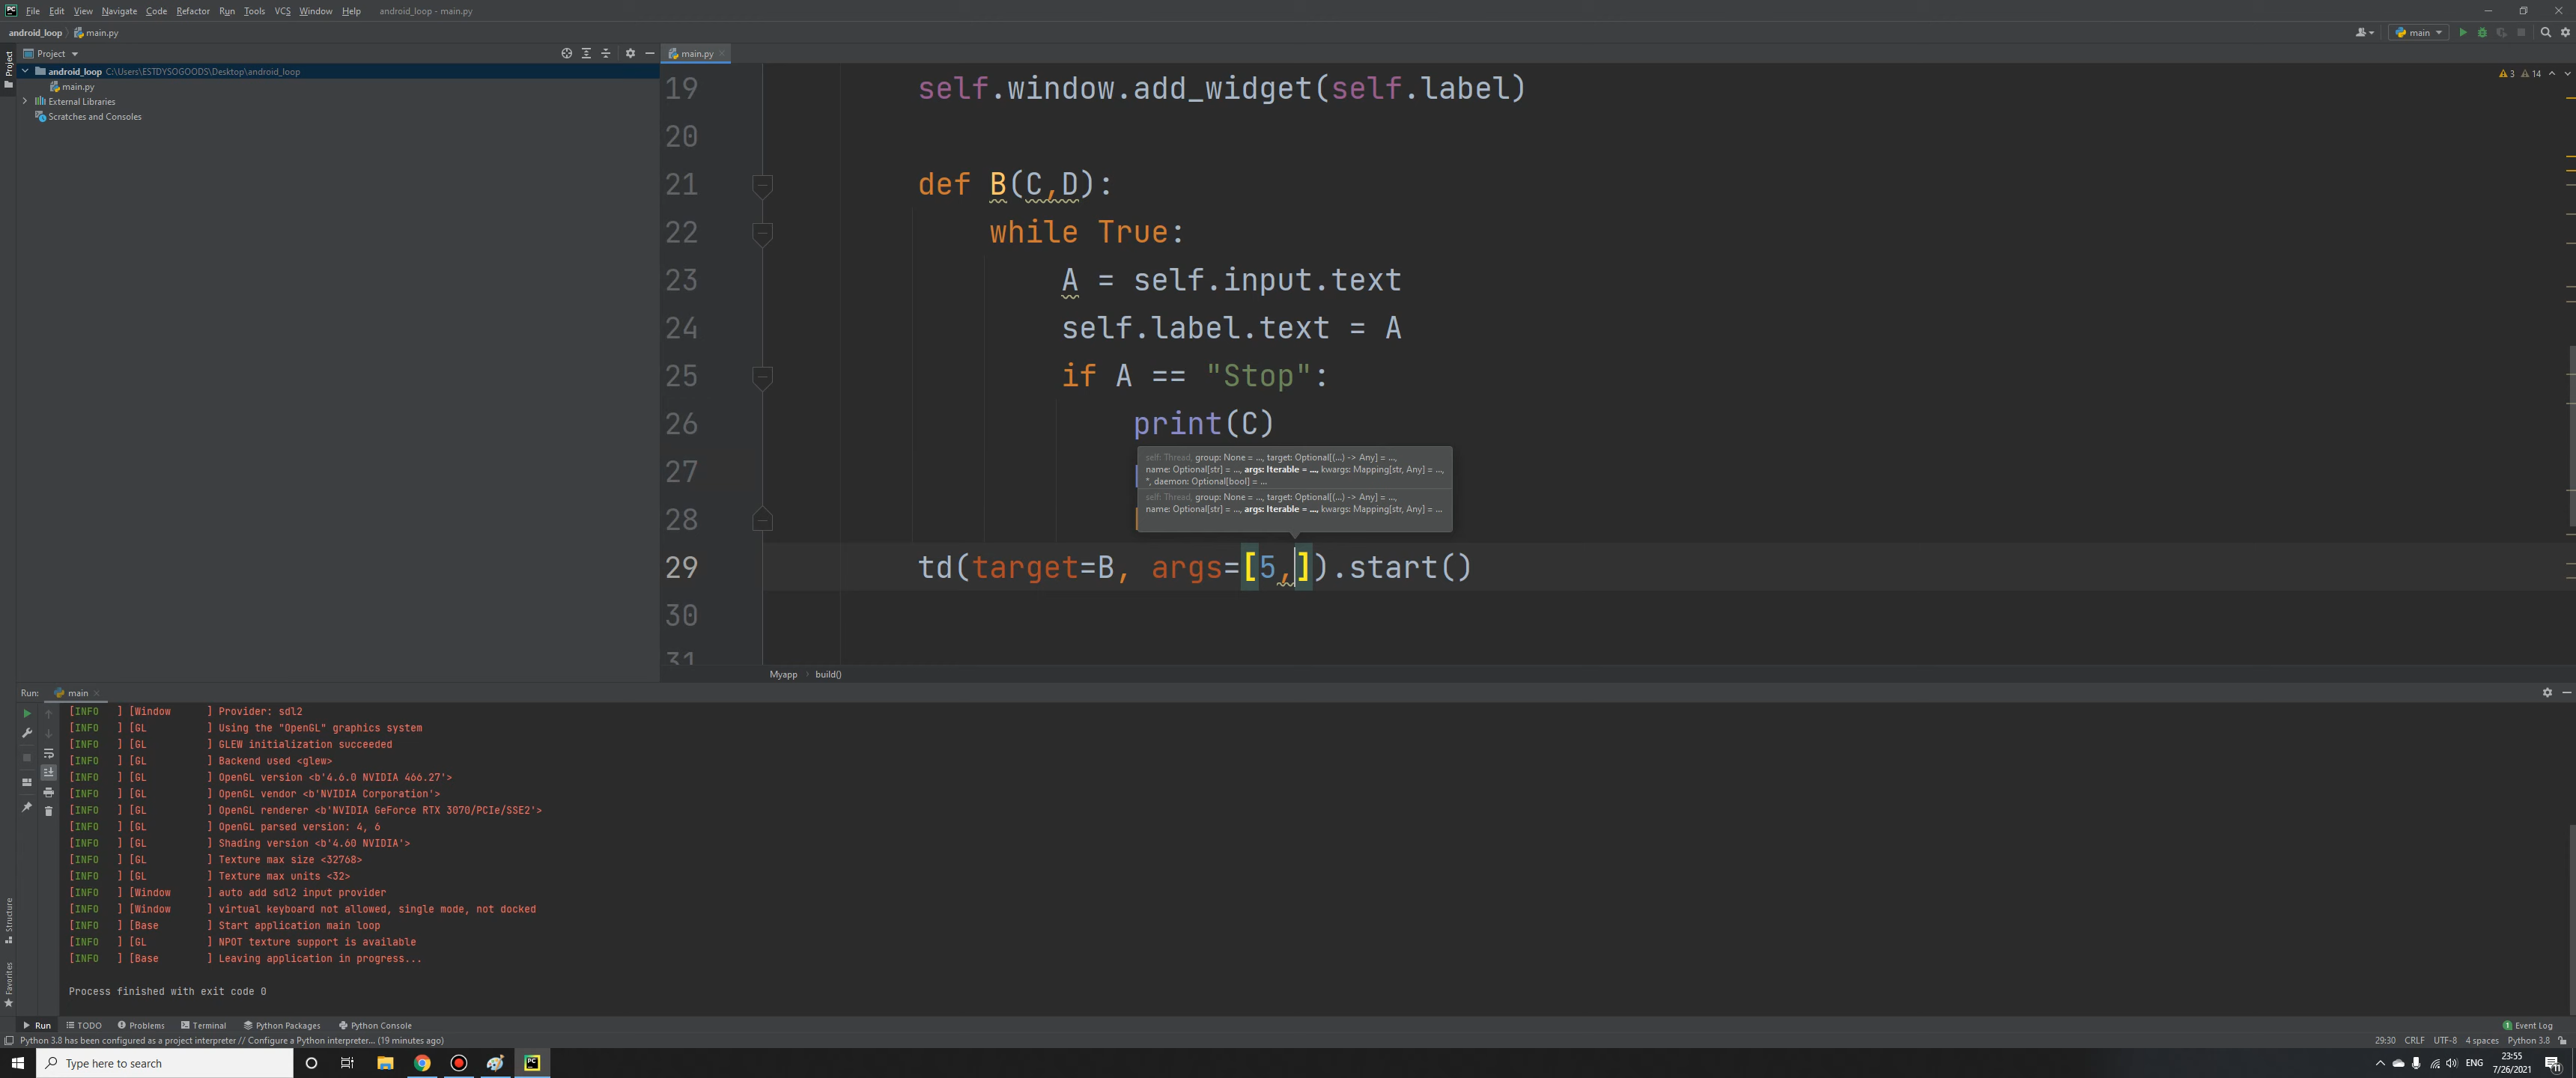 File Edit View Navigate Code Refactor Run Tools VCS Window Help android_loop - main.py
android_loop main.py main
Project main.py
android_loop C:\Users\ESTDYSOGOODS\Desktop\android_loop
main.py
External Libraries
Scratches and Consoles
Project
3 14
19 self.window.add_widget(self.label)
20
21 def B(C,D):
22 while True:
23 A = self.input.text
24 self.label.text = A
25 if A == "Stop":
26 print(C)
self: Thread, group: None = ..., target: Optional[(...) -> Any] = ...,
27 name: Optional[str] = ..., args: Iterable = ..., kwargs: Mapping[str, Any] = ...,
*, daemon: Optional[bool] = ...
self: Thread, group: None = ..., target: Optional[(...) -> Any] = ...,
28 name: Optional[str] = ..., args: Iterable = ..., kwargs: Mapping[str, Any] = ...
29 td(target=B, args=[5,]).start()
30
31
Myapp build()
Run: main
[INFO ] [Window ] Provider: sdl2
[INFO ] [GL ] Using the "OpenGL" graphics system
[INFO ] [GL ] GLEW initialization succeeded
[INFO ] [GL ] Backend used <glew>
[INFO ] [GL ] OpenGL version <b'4.6.0 NVIDIA 466.27'>
[INFO ] [GL ] OpenGL vendor <b'NVIDIA Corporation'>
[INFO ] [GL ] OpenGL renderer <b'NVIDIA GeForce RTX 3070/PCIe/SSE2'>
[INFO ] [GL ] OpenGL parsed version: 4, 6
[INFO ] [GL ] Shading version <b'4.60 NVIDIA'>
[INFO ] [GL ] Texture max size <32768>
[INFO ] [GL ] Texture max units <32>
[INFO ] [Window ] auto add sdl2 input provider
[INFO ] [Window ] virtual keyboard not allowed, single mode, not docked
[INFO ] [Base ] Start application main loop
[INFO ] [GL ] NPOT texture support is available
[INFO ] [Base ] Leaving application in progress...
Process finished with exit code 0
Structure
Favorites
Run TODO Problems Terminal Python Packages Python Console 1 Event Log
Python 3.8 has been configured as a project interpreter // Configure a Python interpreter... (19 minutes ago) 29:30 CRLF UTF-8 4 spaces Python 3.8
Type here to search ENG 23:55
7/26/2021 11